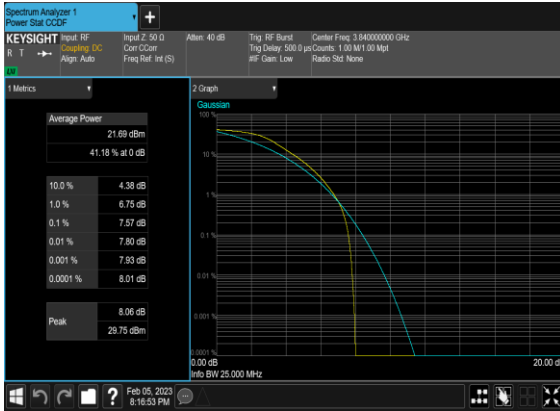 Spectrum Analyzer 1
Power Stat CCDF
KEYSIGHT
R T
LV
Input: RF
Coupling: DC
Align: Auto
Input Z: 50 Ω
Corr CCorr
Freq Ref: Int (S)
Atten: 40 dB
Trig: RF Burst
Trig Delay: 500.0 µs
#IF Gain: Low
Center Freq: 3.840000000 GHz
Counts: 1.00 M/1.00 Mpt
Radio Std: None
1 Metrics
Average Power
21.69 dBm
41.18 % at 0 dB
10.0 % 4.38 dB
1.0 % 6.75 dB
0.1 % 7.57 dB
0.01 % 7.80 dB
0.001 % 7.93 dB
0.0001 % 8.01 dB
Peak
8.06 dB
29.75 dBm
2 Graph
Gaussian
100 %
10 %
1 %
0.1 %
0.01 %
0.001 %
0.0001 %
0.00 dB
20.00 d
Info BW 25.000 MHz
?
Feb 05, 2023
8:16:53 PM